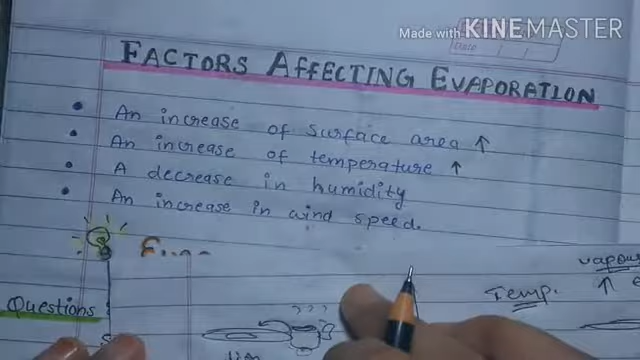 Made with KINEMASTER
FACTORS AFFECTING EVAPORATION
An increase of surface area ↑
An increase of temperature ↑
A decrease in humidity
An increase in wind speed.
Questions
Temp.
vapour
↑